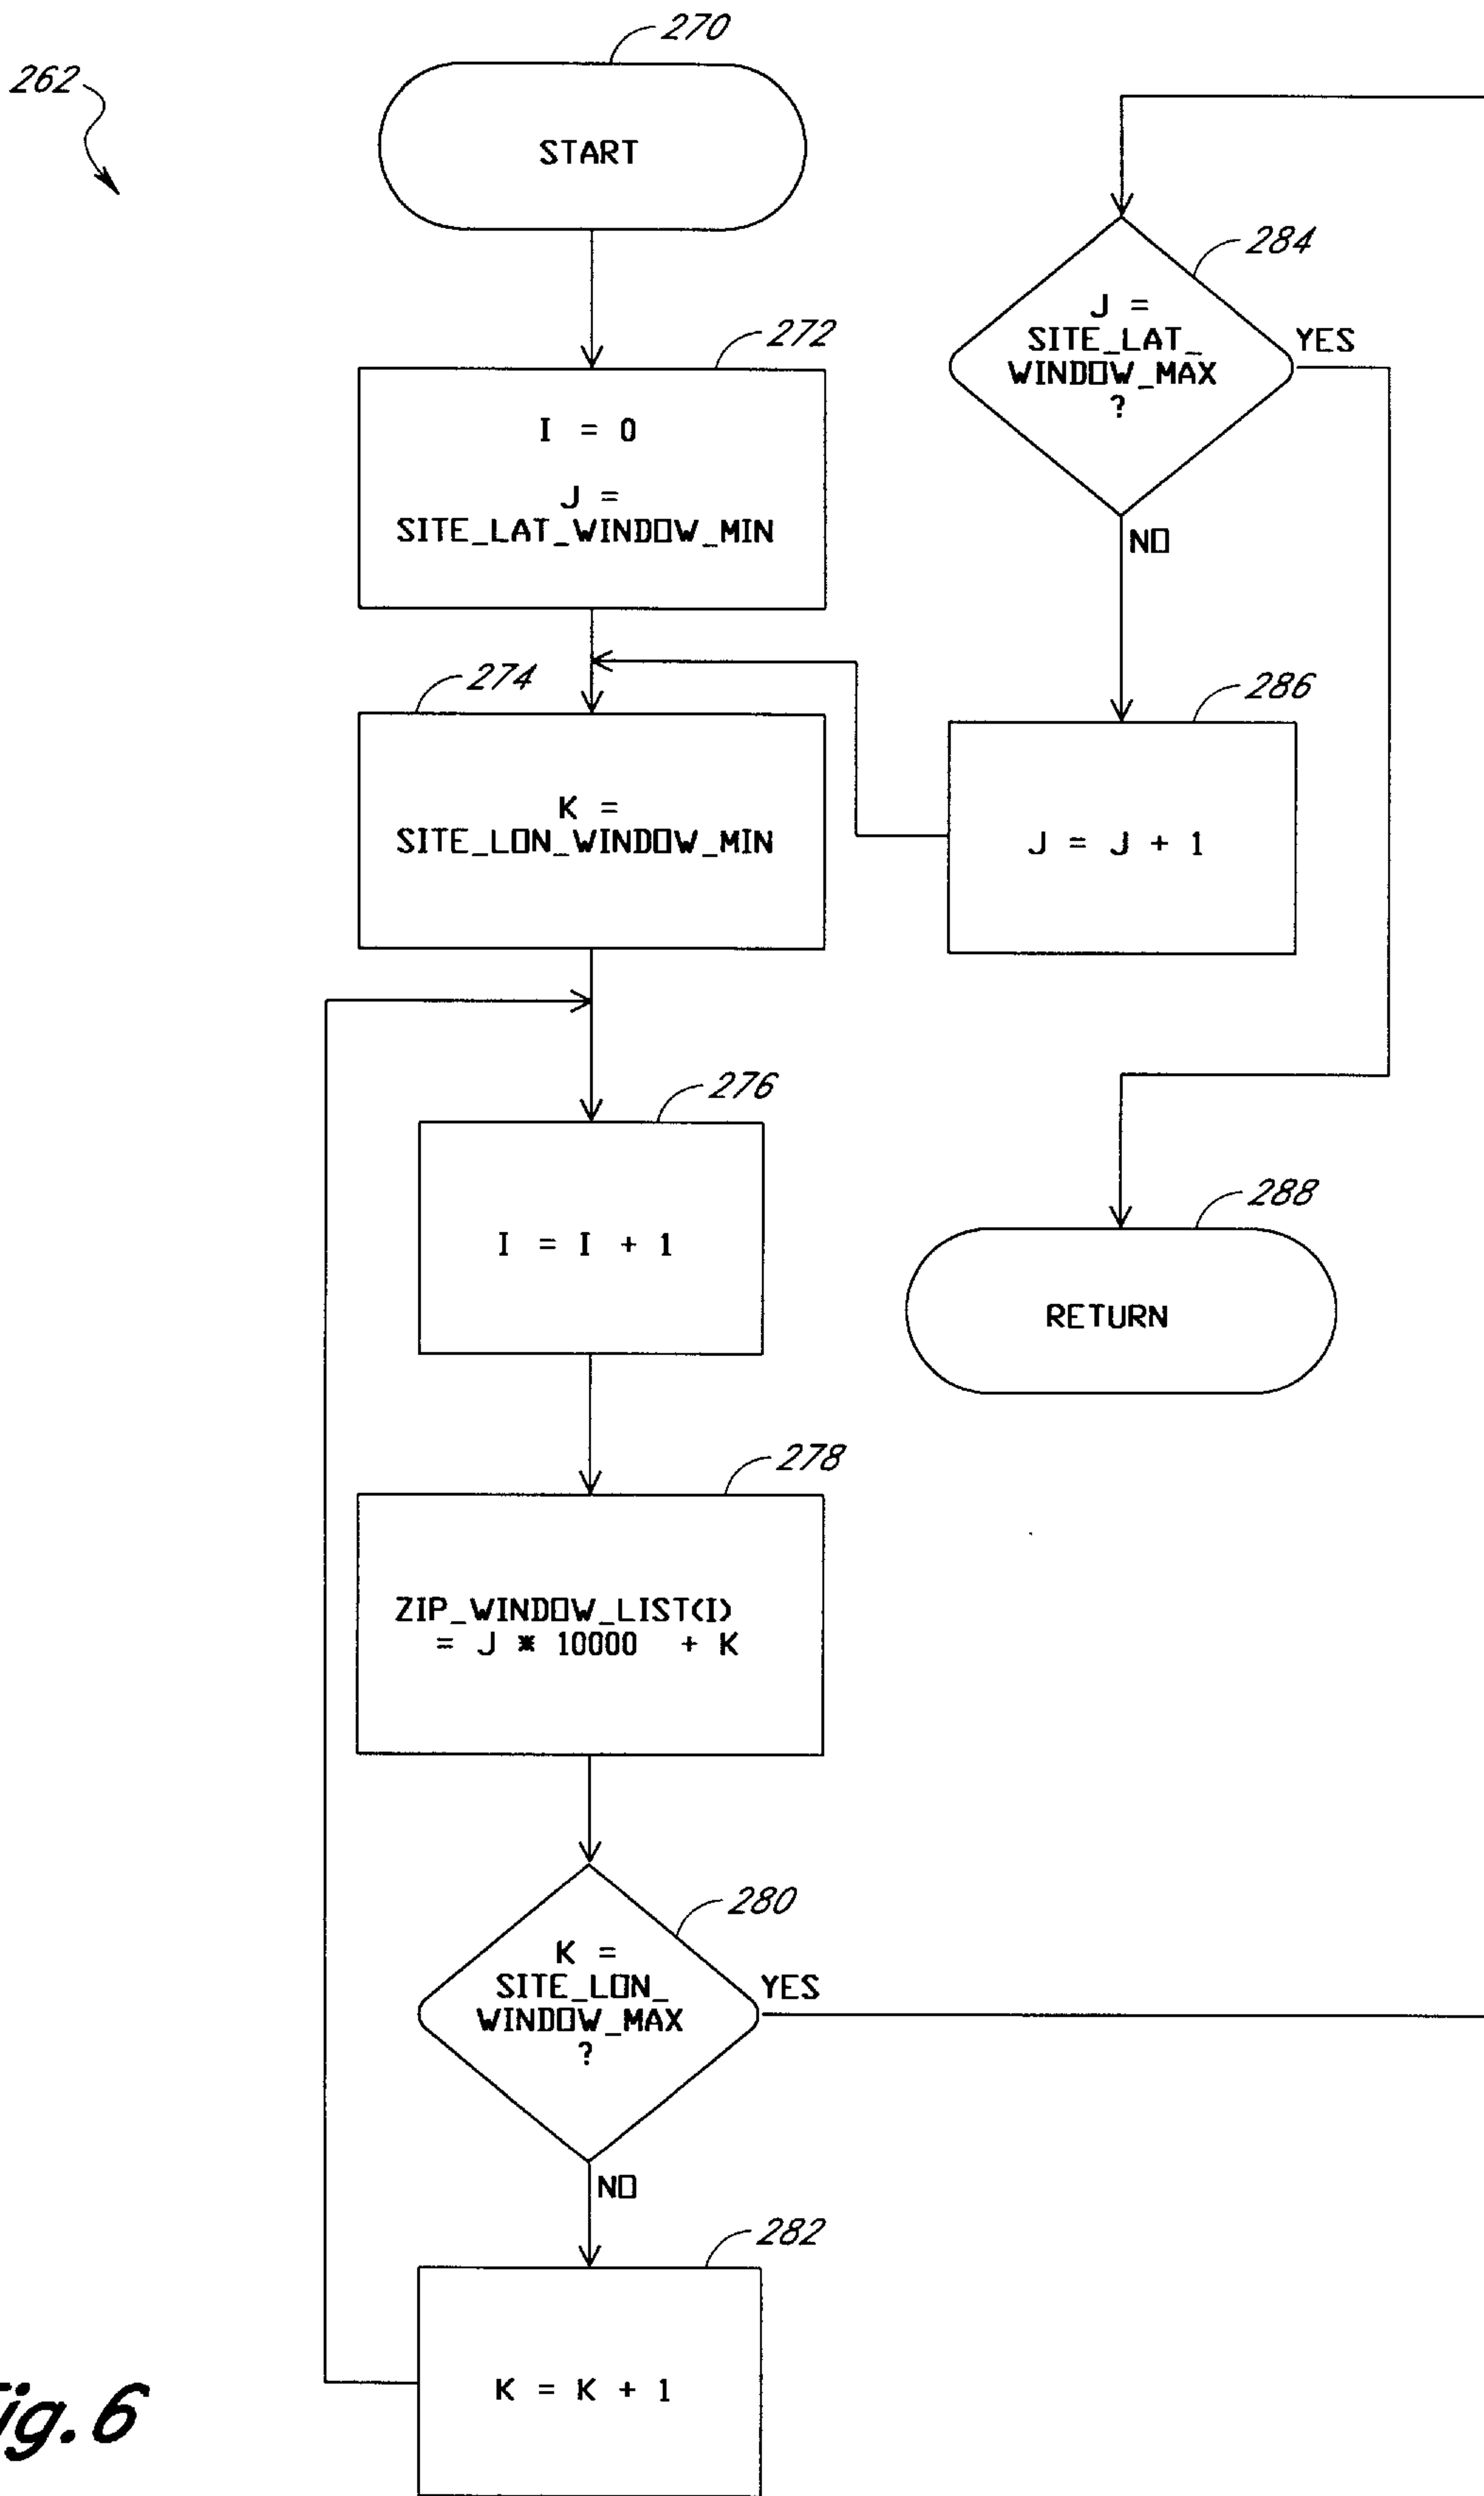 262
270
START
272
I = 0
J =
SITE_LAT_WINDOW_MIN
274
K =
SITE_LON_WINDOW_MIN
276
I = I + 1
278
ZIP_WINDOW_LIST(I)
= J * 10000 + K
280
K =
SITE_LON_
WINDOW_MAX
?
YES
NO
282
K = K + 1
284
J =
SITE_LAT_
WINDOW_MAX
?
YES
NO
286
J = J + 1
288
RETURN
ig. 6